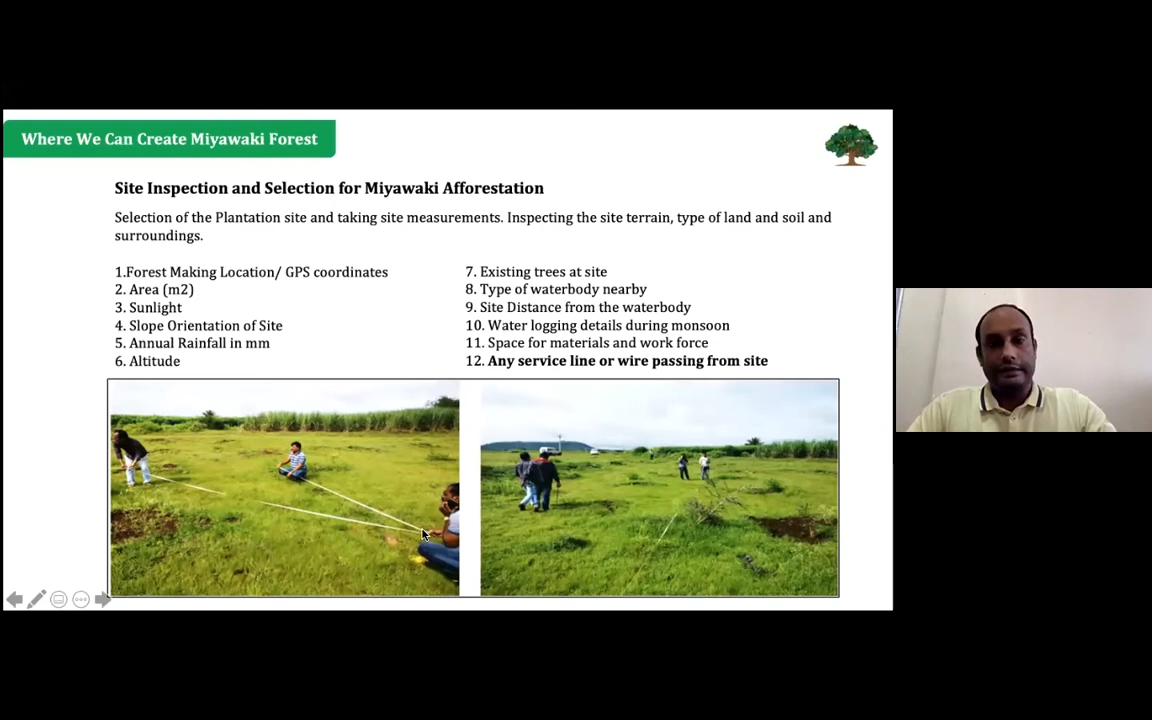 Where We Can Create Miyawaki Forest
Site Inspection and Selection for Miyawaki Afforestation
Selection of the Plantation site and taking site measurements. Inspecting the site terrain, type of land and soil and
surroundings.
1.Forest Making Location/ GPS coordinates
2. Area (m2)
3. Sunlight
4. Slope Orientation of Site
5. Annual Rainfall in mm
6. Altitude
7. Existing trees at site
8. Type of waterbody nearby
9. Site Distance from the waterbody
10. Water logging details during monsoon
11. Space for materials and work force
12. Any service line or wire passing from site